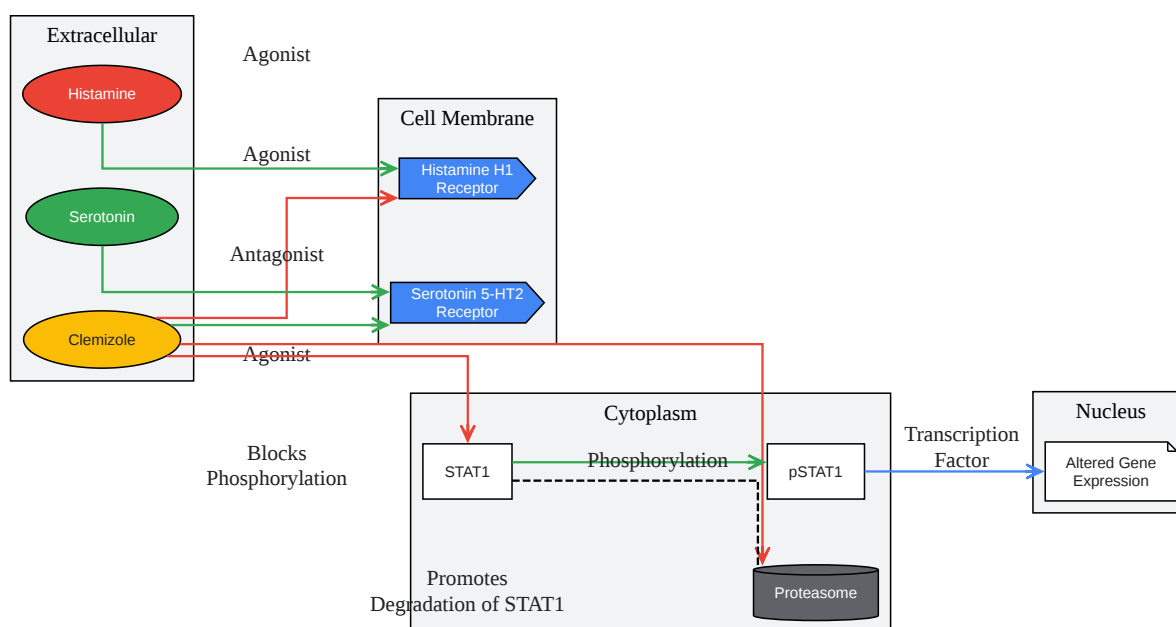 Extracellular
Agonist
Histamine
Cell Membrane
Agonist
Histamine H1
Receptor
Serotonin
Antagonist
Serotonin 5-HT2
Receptor
Clemizole
Agonist
Cytoplasm
Nucleus
Blocks
Phosphorylation
STAT1
Phosphorylation
pSTAT1
Transcription
Factor
Altered Gene
Expression
Promotes
Degradation of STAT1
Proteasome